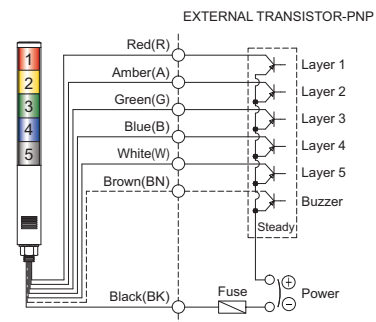 EXTERNAL TRANSISTOR-PNP
Red(R)
1
Layer 1
Amber(A)
2
Layer 2
Green(G)
3
Layer 3
Blue(B)
4
Layer 4
White(W)
5
Layer 5
Brown(BN)
Buzzer
Steady
Black(BK)
Fuse
+
Power
−